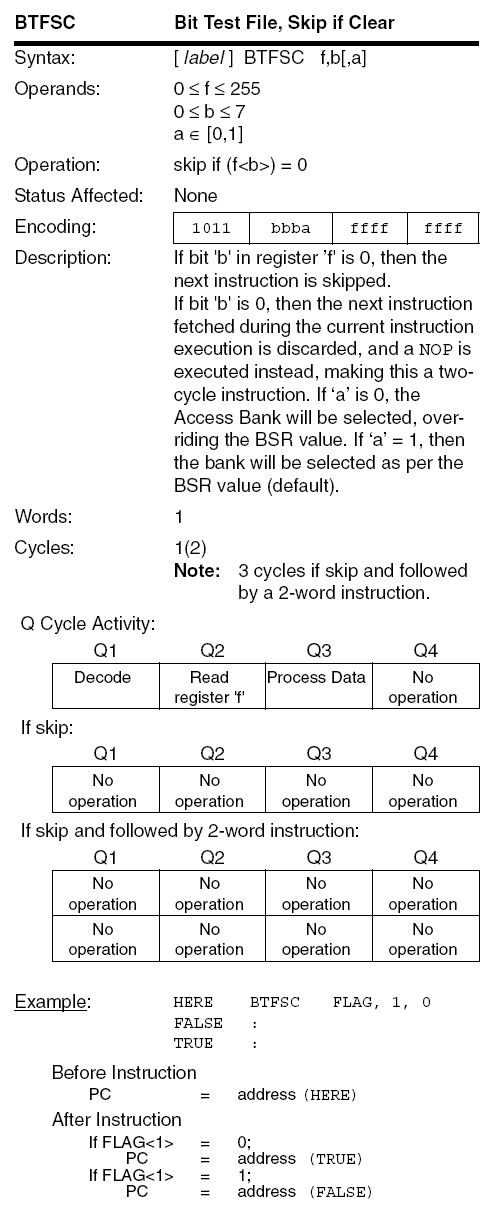 BTFSC Bit Test File, Skip if Clear
Syntax: [ label ] BTFSC f,b[,a]
Operands: 0 ≤ f ≤ 255
0 ≤ b ≤ 7
a ∈ [0,1]
Operation: skip if (f<b>) = 0
Status Affected: None
Encoding: 1011 bbba ffff ffff
Description: If bit 'b' in register 'f' is 0, then the
next instruction is skipped.
If bit 'b' is 0, then the next instruction
fetched during the current instruction
execution is discarded, and a NOP is
executed instead, making this a two-
cycle instruction. If ‘a’ is 0, the
Access Bank will be selected, over-
riding the BSR value. If ‘a’ = 1, then
the bank will be selected as per the
BSR value (default).
Words: 1
Cycles: 1(2)
Note: 3 cycles if skip and followed
by a 2-word instruction.
Q Cycle Activity:
Q1 Q2 Q3 Q4
Decode Read Process Data No
register 'f' operation
If skip:
Q1 Q2 Q3 Q4
No No No No
operation operation operation operation
If skip and followed by 2-word instruction:
Q1 Q2 Q3 Q4
No No No No
operation operation operation operation
No No No No
operation operation operation operation
Example: HERE BTFSC FLAG, 1, 0
FALSE :
TRUE :
Before Instruction
PC = address (HERE)
After Instruction
If FLAG<1> = 0;
PC = address (TRUE)
If FLAG<1> = 1;
PC = address (FALSE)